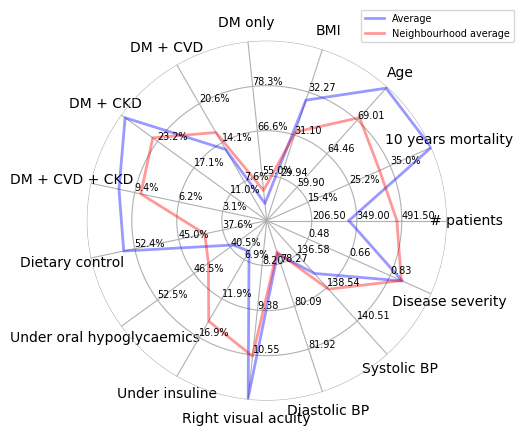 Average
Neighbourhood average
DM only
BMI
DM + CVD
Age
DM + CKD
10 years mortality
DM + CVD + CKD
# patients
Dietary control
Disease severity
Under oral hypoglycaemics
Systolic BP
Under insuline
Diastolic BP
Right visual acuity
78.3%
32.27
20.6%
69.01
66.6%
31.10
14.1%
23.2%
64.46
35.0%
17.1%
55.0%
29.94
7.6%
59.90
25.2%
11.0%
9.4%
6.2%
15.4%
3.1%
206.50
349.00
491.50
37.6%
0.48
45.0%
40.5%
52.4%
136.58
0.66
6.9%
8.20
78.27
46.5%
0.83
138.54
52.5%
11.9%
80.09
9.38
140.51
16.9%
81.92
10.55